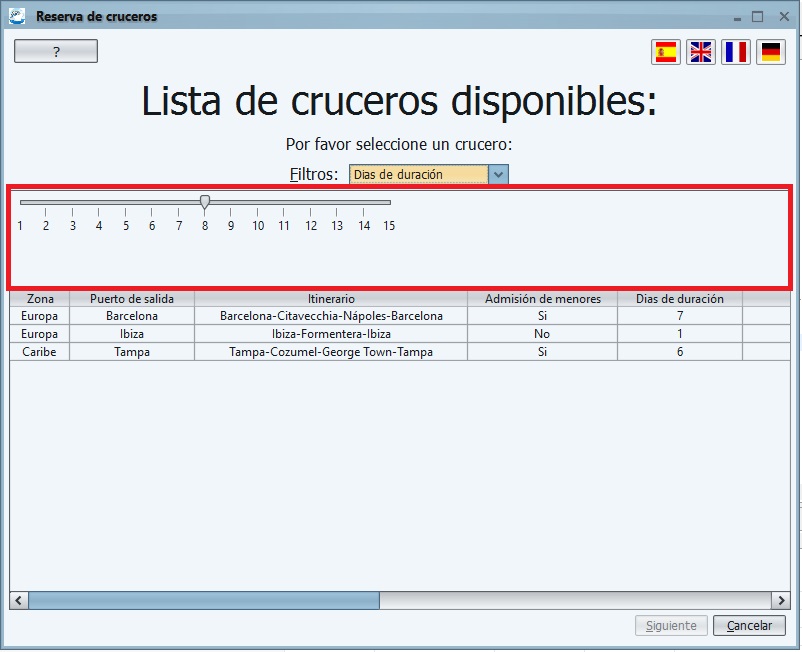 Reserva de cruceros
?
Lista de cruceros disponibles:
Por favor seleccione un crucero:
Filtros: Dias de duración
1 2 3 4 5 6 7 8 9 10 11 12 13 14 15
Zona Puerto de salida Itinerario Admisión de menores Dias de duración
Europa Barcelona Barcelona-Citavecchia-Nápoles-Barcelona Si 7
Europa Ibiza Ibiza-Formentera-Ibiza No 1
Caribe Tampa Tampa-Cozumel-George Town-Tampa Si 6
Siguiente Cancelar